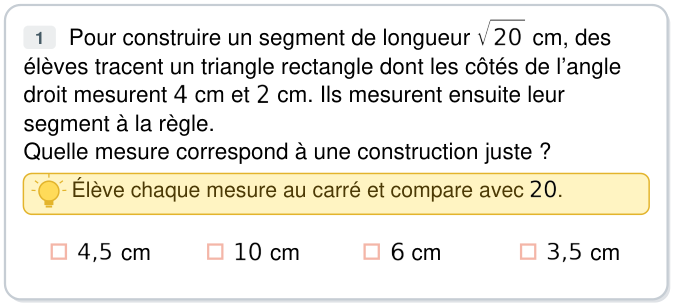 1 Pour construire un segment de longueur √20 cm, des
élèves tracent un triangle rectangle dont les côtés de l’angle
droit mesurent 4 cm et 2 cm. Ils mesurent ensuite leur
segment à la règle.
Quelle mesure correspond à une construction juste ?
Élève chaque mesure au carré et compare avec 20.
☐ 4,5 cm ☐ 10 cm ☐ 6 cm ☐ 3,5 cm